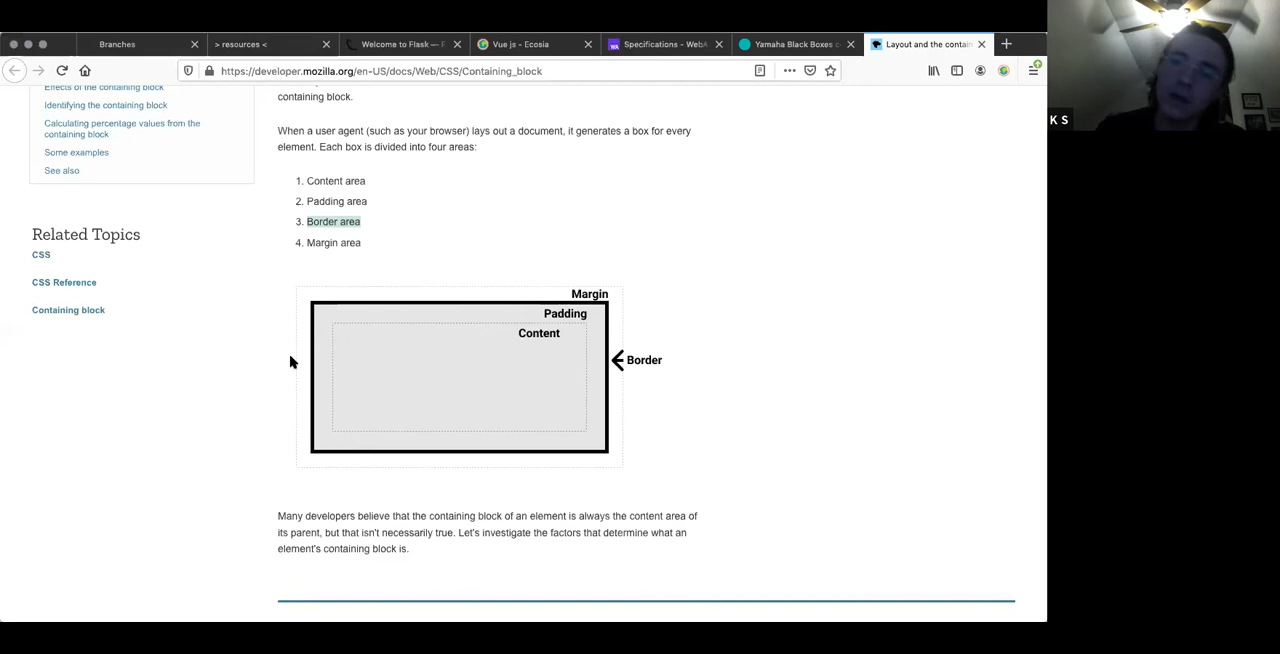 Branches
> resources <
Welcome to Flask — F
Vue js - Ecosia
Specifications - WebA
Yamaha Black Boxes c
Layout and the contain
https://developer.mozilla.org/en-US/docs/Web/CSS/Containing_block
K S
Effects of the containing block
Identifying the containing block
Calculating percentage values from the
containing block
Some examples
See also
Related Topics
CSS
CSS Reference
Containing block
containing block.
When a user agent (such as your browser) lays out a document, it generates a box for every
element. Each box is divided into four areas:
1. Content area
2. Padding area
3. Border area
4. Margin area
Margin
Padding
Content
Border
Many developers believe that the containing block of an element is always the content area of
its parent, but that isn't necessarily true. Let's investigate the factors that determine what an
element's containing block is.